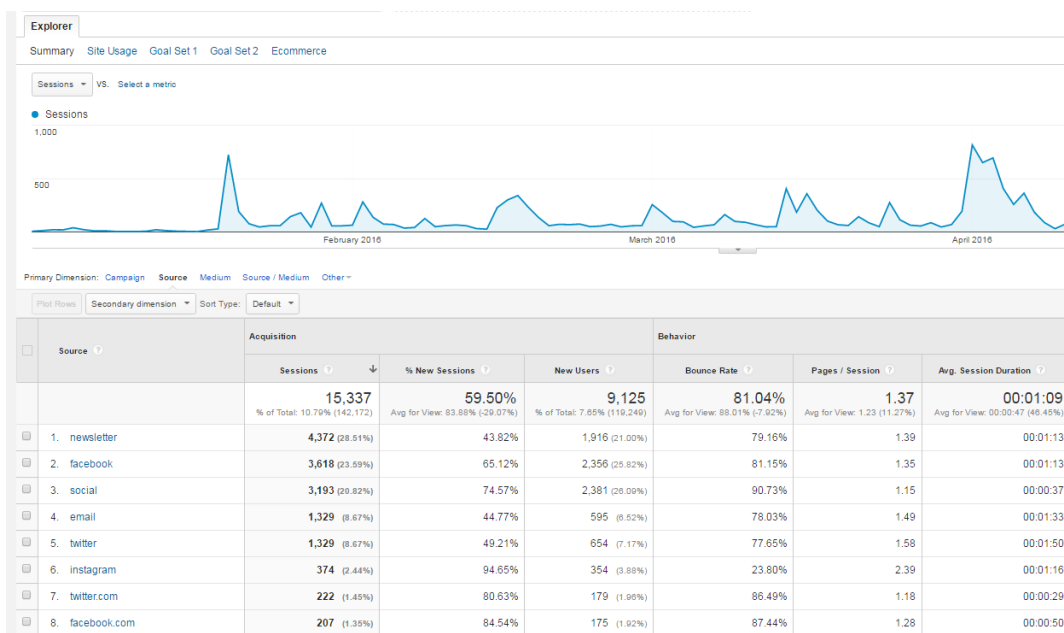 Explorer
Summary Site Usage Goal Set 1 Goal Set 2 Ecommerce
Sessions VS. Select a metric
Sessions
1,000
500
February 2016 March 2016 April 2016
Primary Dimension: Campaign Source Medium Source / Medium Other
Plot Rows Secondary dimension Sort Type: Default
Source ? Acquisition Behavior
Sessions ? % New Sessions ? New Users ? Bounce Rate ? Pages / Session ? Avg. Session Duration ?
15,337 59.50% 9,125 81.04% 1.37 00:01:09
% of Total: 10.79% (142,172) Avg for View: 83.88% (-29.07%) % of Total: 7.65% (119,249) Avg for View: 88.01% (-7.92%) Avg for View: 1.23 (11.27%) Avg for View: 00:00:47 (46.45%)
1. newsletter 4,372 (28.51%) 43.82% 1,916 (21.00%) 79.16% 1.39 00:01:13
2. facebook 3,618 (23.59%) 65.12% 2,356 (25.82%) 81.15% 1.35 00:01:13
3. social 3,193 (20.82%) 74.57% 2,381 (26.09%) 90.73% 1.15 00:00:37
4. email 1,329 (8.67%) 44.77% 595 (6.52%) 78.03% 1.49 00:01:33
5. twitter 1,329 (8.67%) 49.21% 654 (7.17%) 77.65% 1.58 00:01:50
6. instagram 374 (2.44%) 94.65% 354 (3.88%) 23.80% 2.39 00:01:16
7. twitter.com 222 (1.45%) 80.63% 179 (1.96%) 86.49% 1.18 00:00:29
8. facebook.com 207 (1.35%) 84.54% 175 (1.92%) 87.44% 1.28 00:00:56